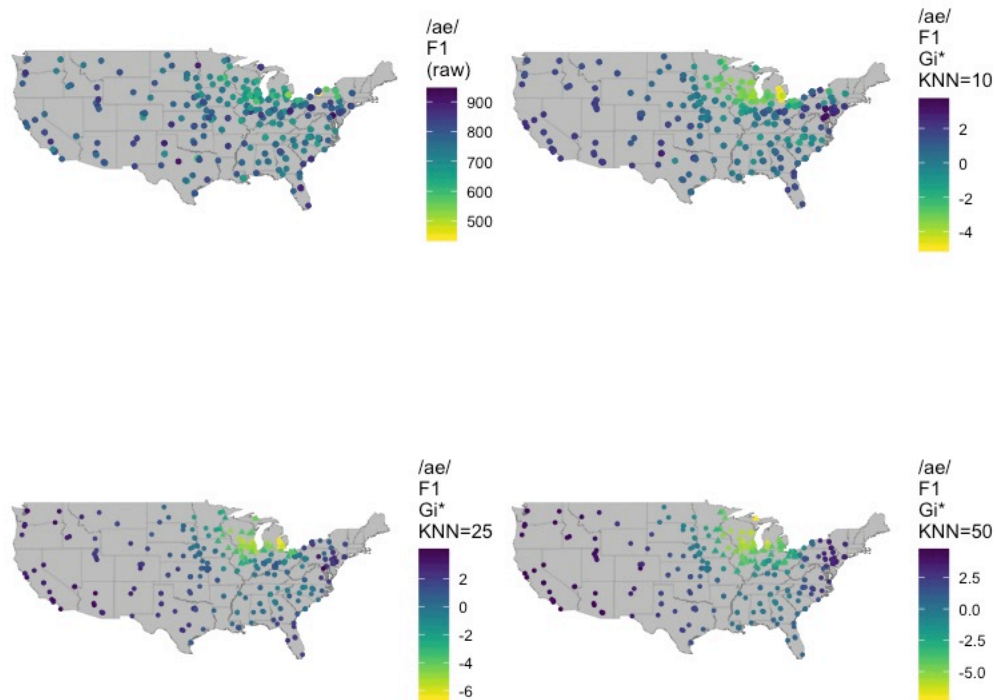 /ae/
F1
(raw)
900
800
700
600
500
/ae/
F1
Gi*
KNN=10
2
0
-2
-4
/ae/
F1
Gi*
KNN=25
2
0
-2
-4
-6
/ae/
F1
Gi*
KNN=50
2.5
0.0
-2.5
-5.0